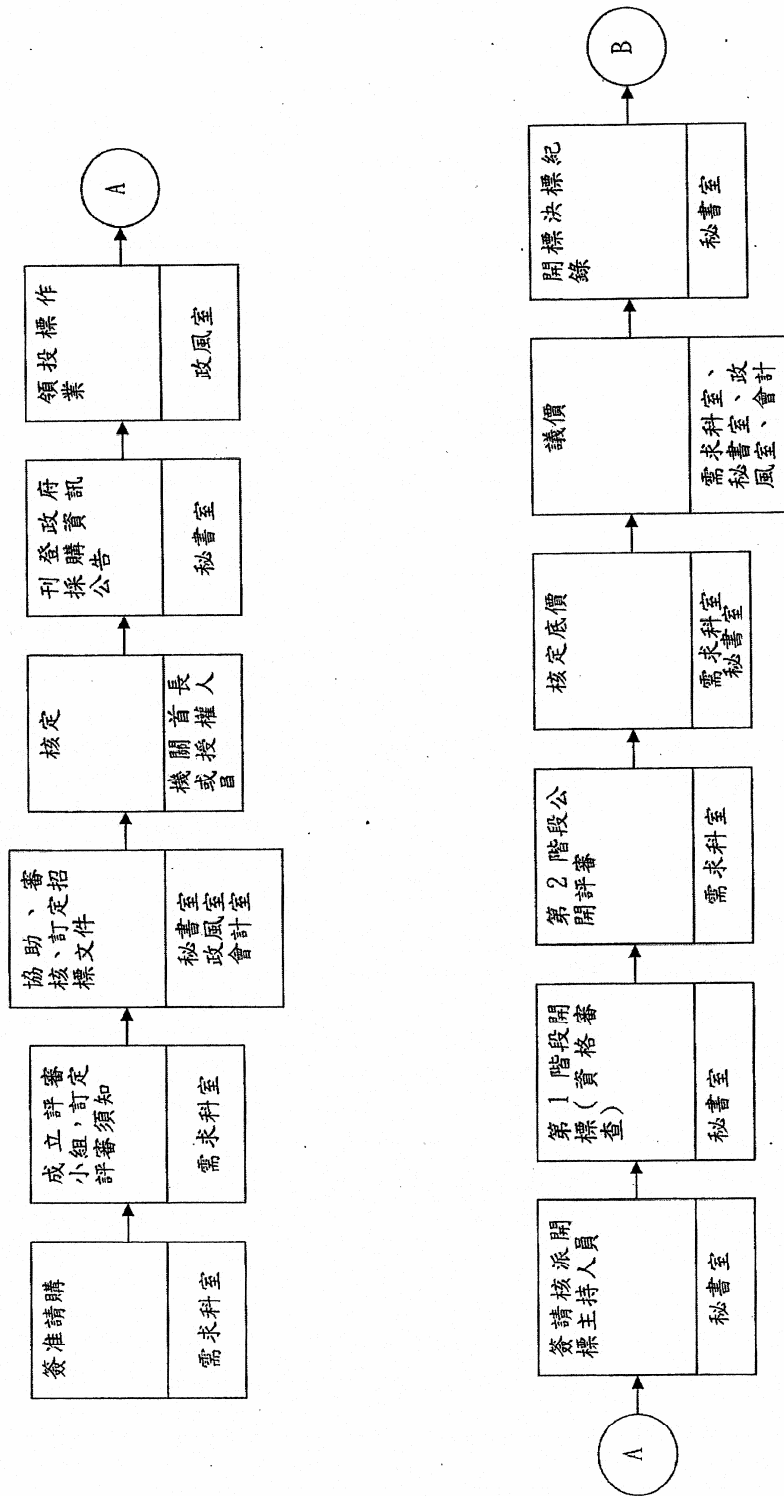 簽准請購
需求科室
成立評審
小組,訂定
評審須知
需求科室
協助、審
核、訂定招
標文件
秘書室
政風室
會計室
核定
機關首長
或授權人
員
刊登政府
採購資訊
公告
秘書室
領投標作
業
政風室
A
A
簽請核派開
標主持人員
秘書室
第1階段開
標(資格審
查)
秘書室
第2階段公
開評審
需求科室
核定底價
需求科室
秘書室
議價
需求科室、
秘書室、政
風室、會計
開標決標紀
錄
秘書室
B